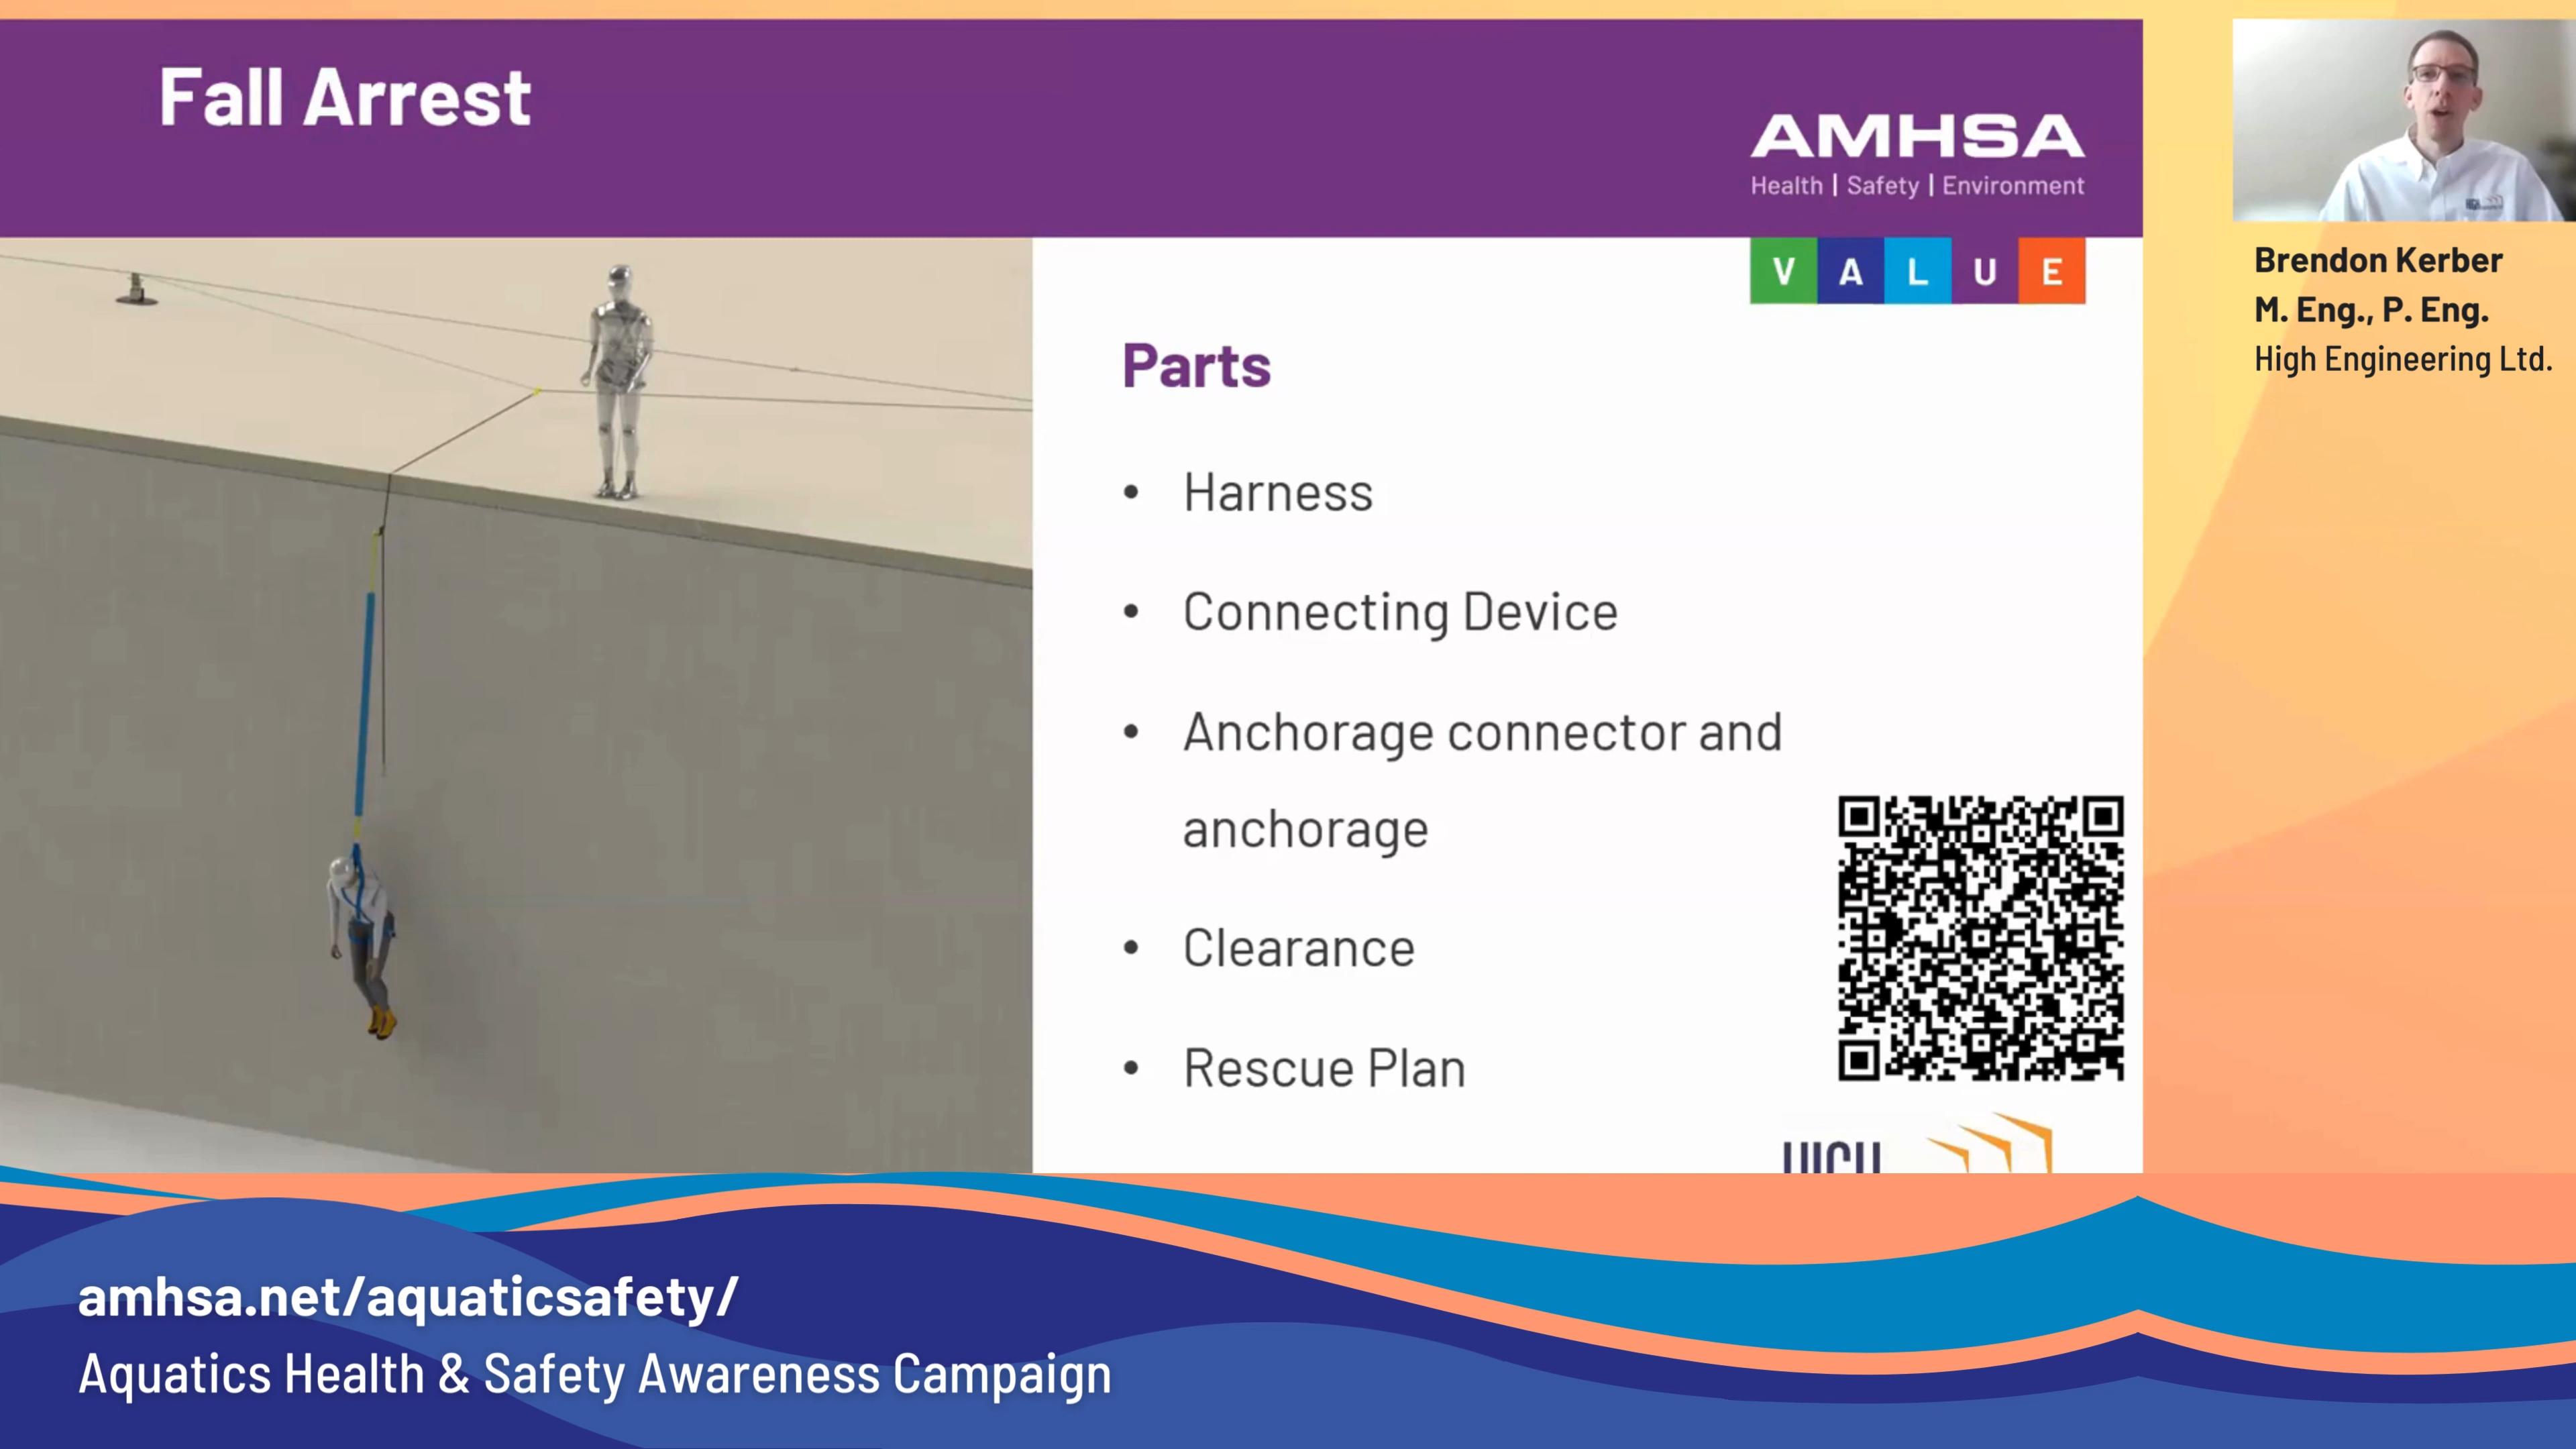 Fall Arrest
AMHSA
Health | Safety | Environment
VALUE
Brendon Kerber
M. Eng., P. Eng.
High Engineering Ltd.
Parts
• Harness
• Connecting Device
• Anchorage connector and
anchorage
• Clearance
• Rescue Plan
amhsa.net/aquaticsafety/
Aquatics Health & Safety Awareness Campaign